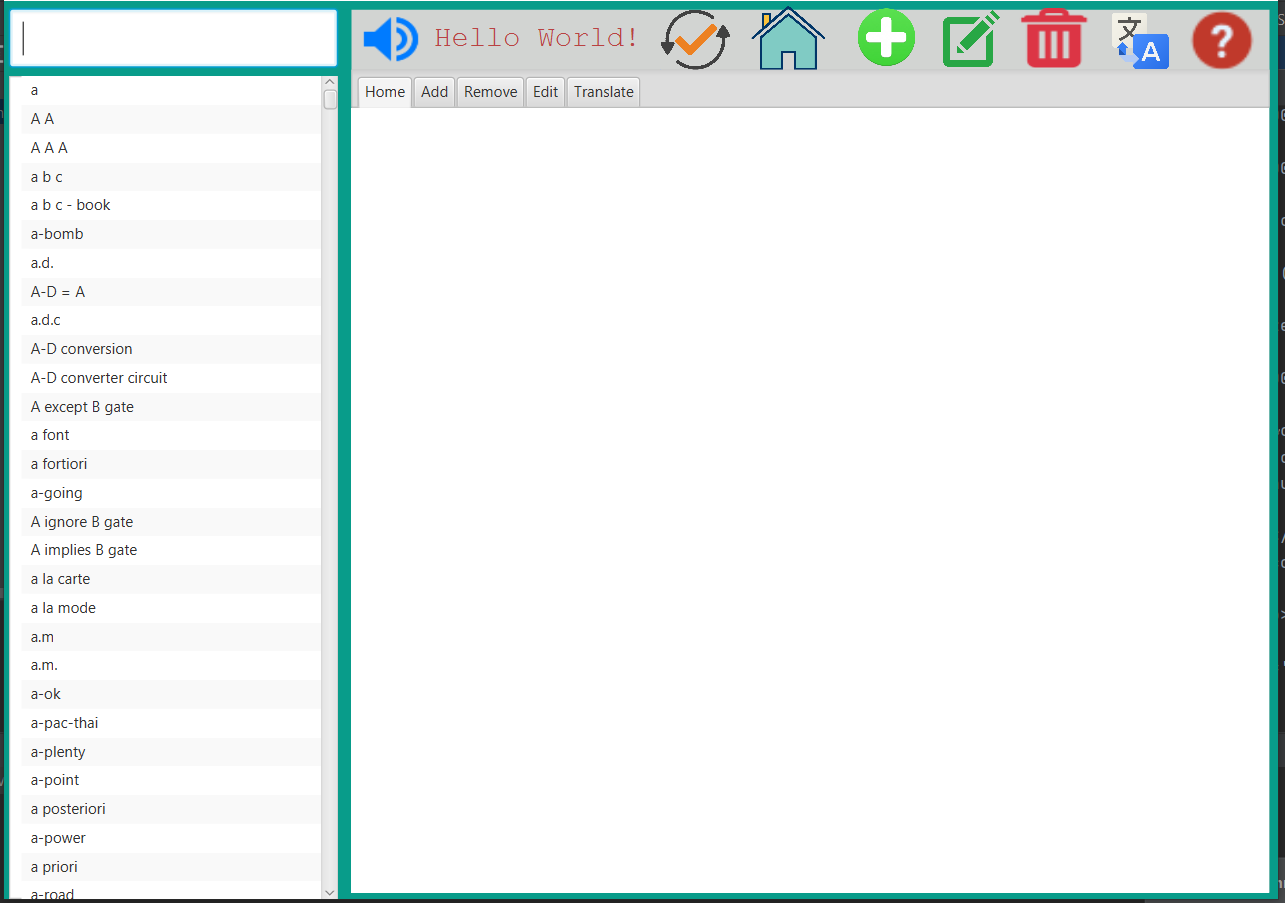 Hello World!
文
A
?
Home Add Remove Edit Translate
a
A A
A A A
a b c
a b c - book
a-bomb
a.d.
A-D = A
a.d.c
A-D conversion
A-D converter circuit
A except B gate
a font
a fortiori
a-going
A ignore B gate
A implies B gate
a la carte
a la mode
a.m
a.m.
a-ok
a-pac-thai
a-plenty
a-point
a posteriori
a-power
a priori
a-road